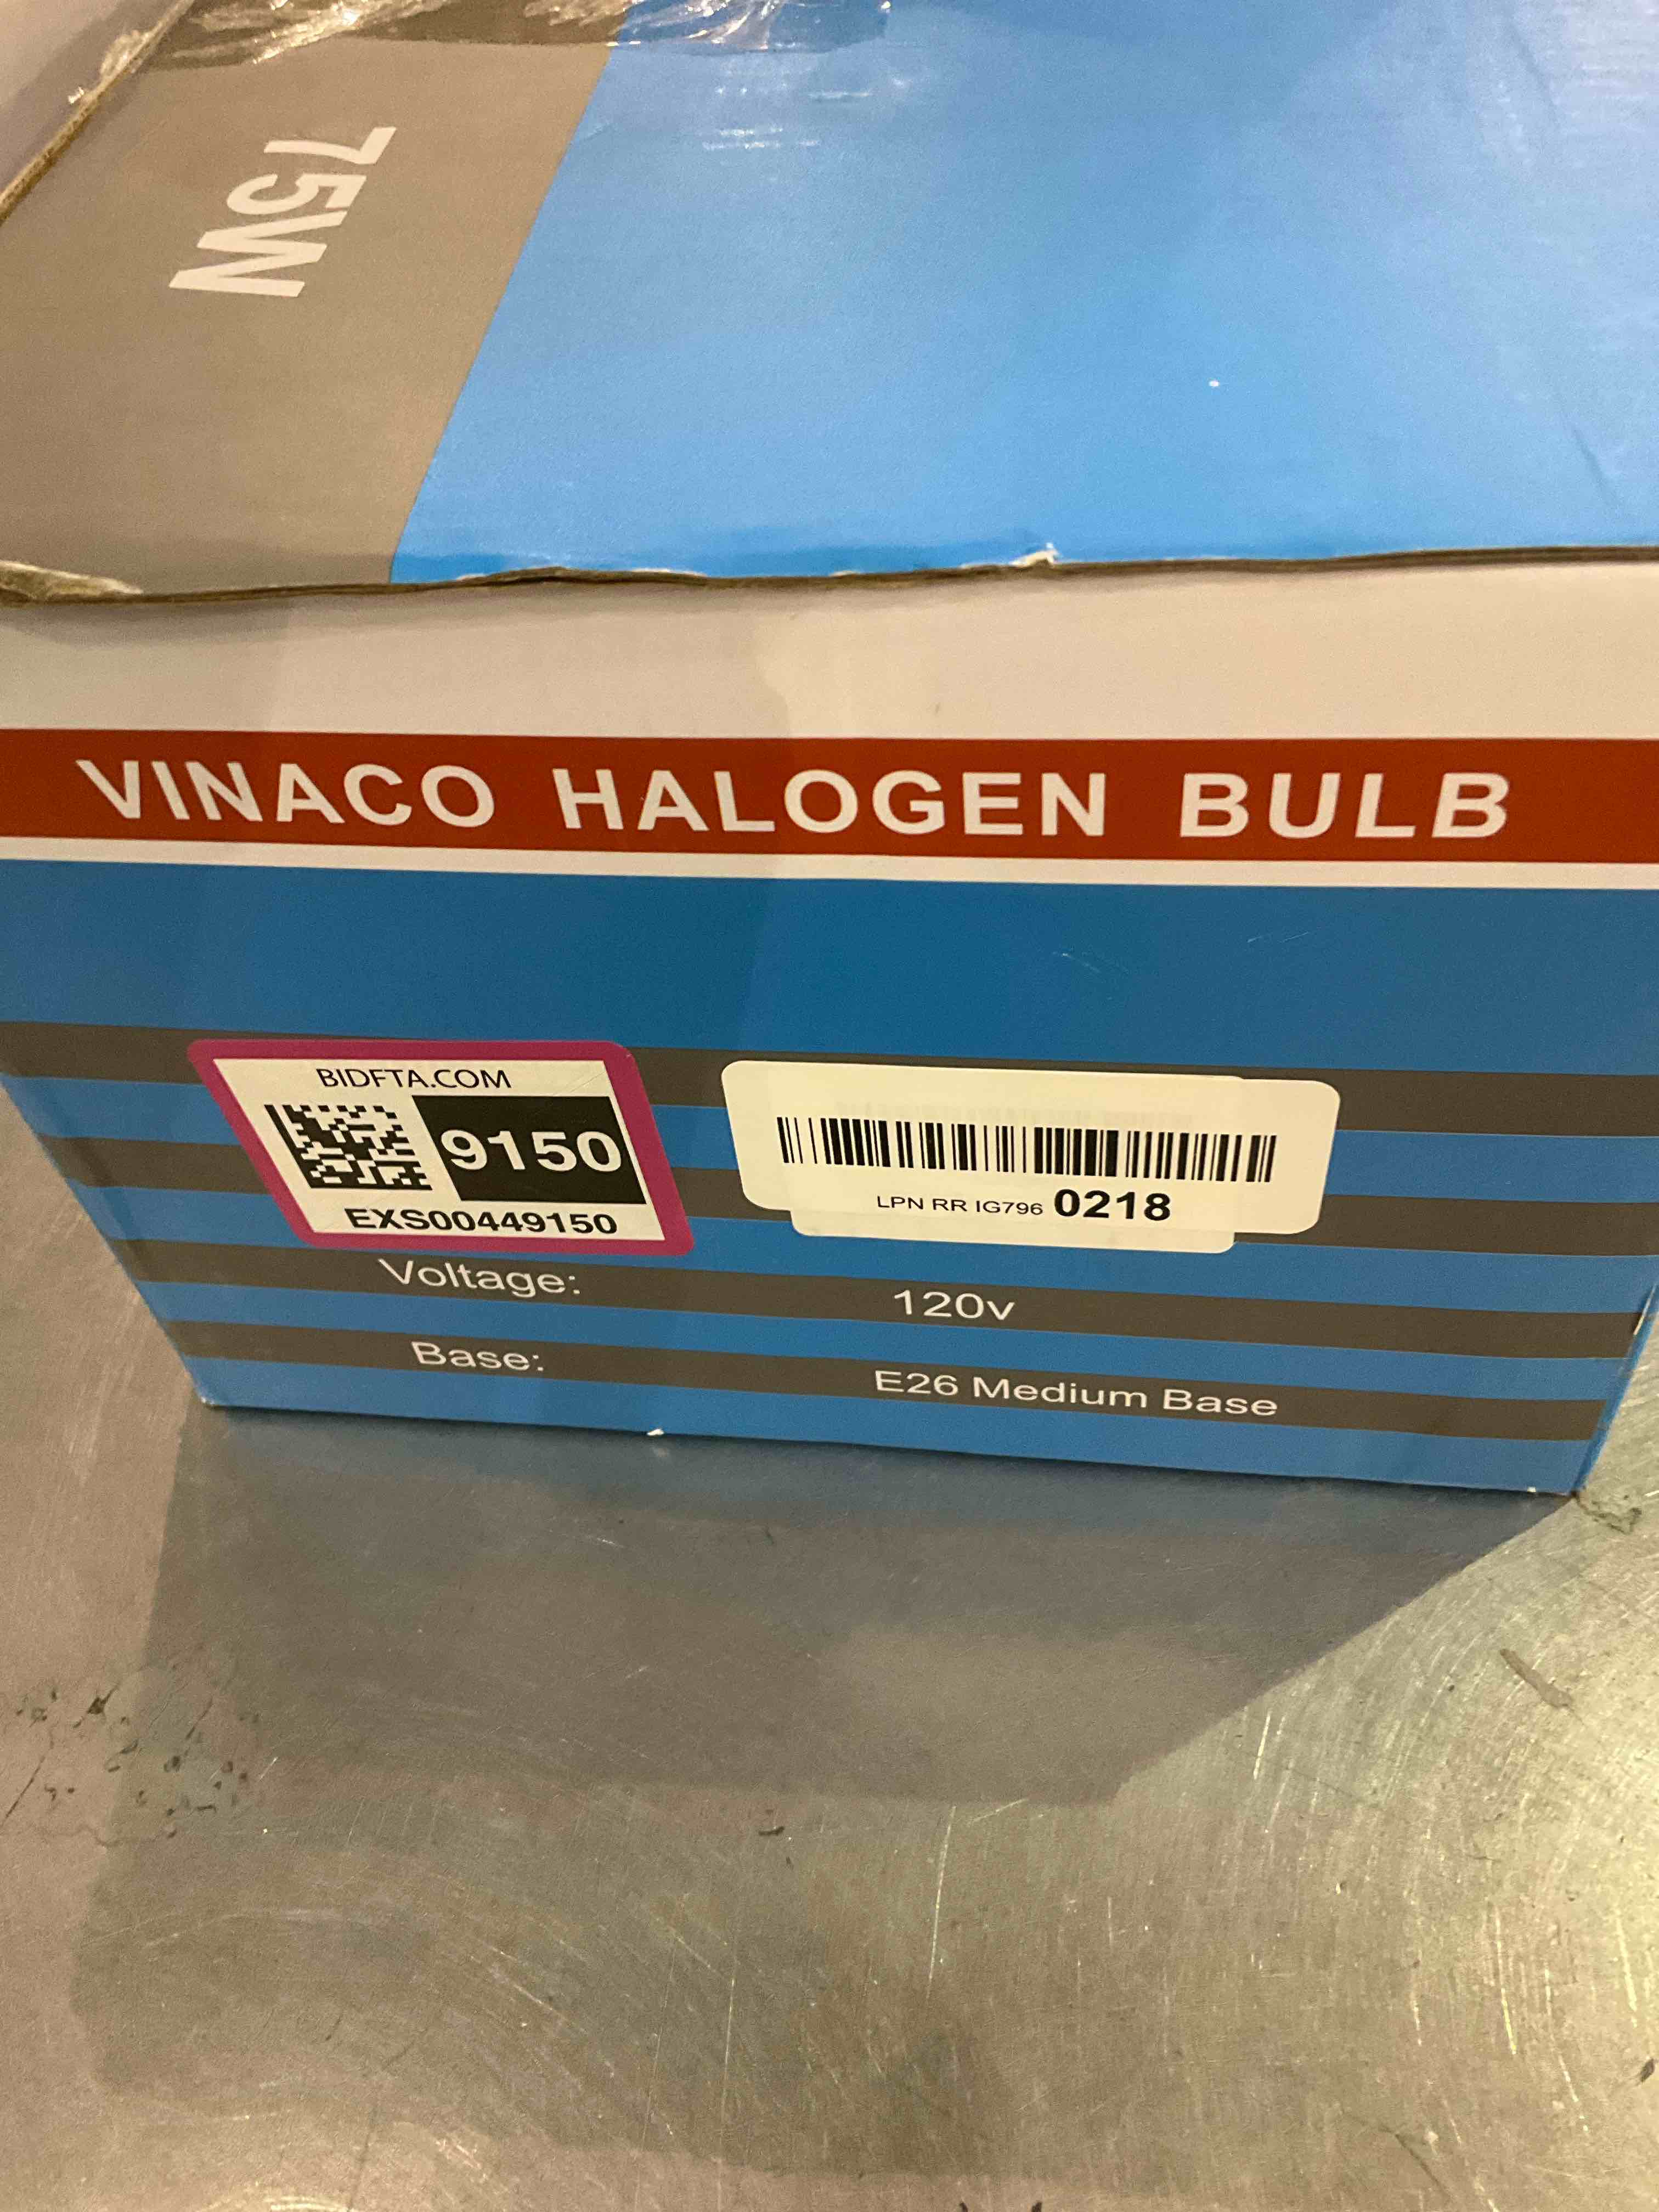 75W
VINACO HALOGEN BULB
BIDFTA.COM
9150
EXS00449150
LPN RR IG796 0218
Voltage: 120v
Base: E26 Medium Base